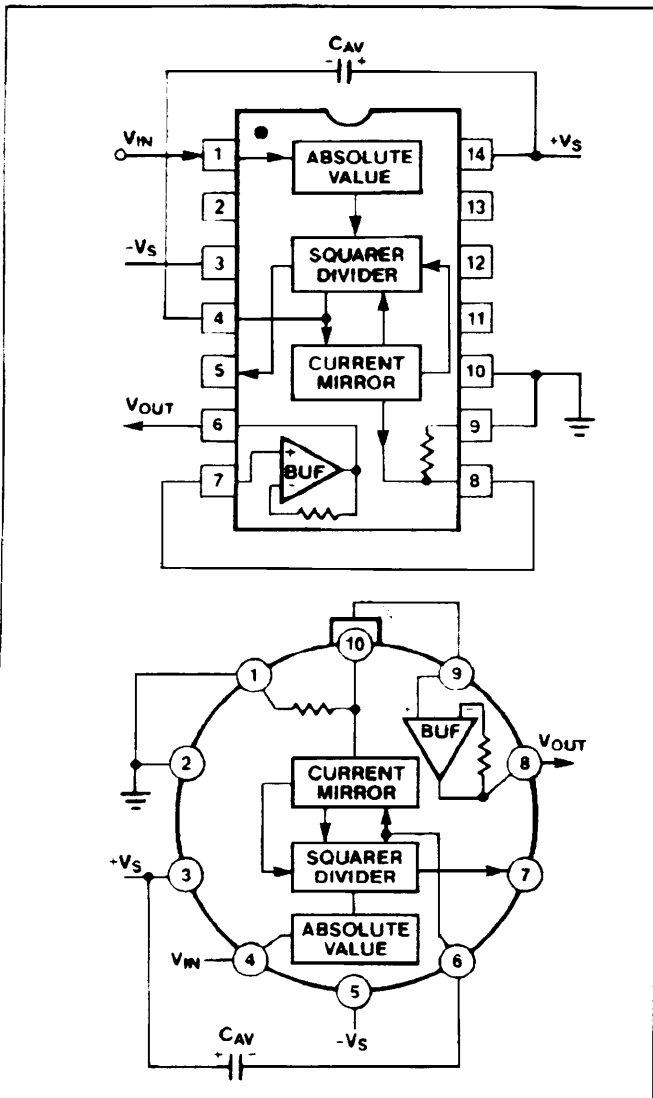 CAV
- +
VIN
1
ABSOLUTE
VALUE
14
+VS
2
13
-VS
3
SQUARER
DIVIDER
12
4
11
5
CURRENT
MIRROR
10
VOUT
6
9
7
+
BUF
-
8
10
1
9
+
-
BUF
2
8
VOUT
CURRENT
MIRROR
+VS
3
SQUARER
DIVIDER
7
ABSOLUTE
VALUE
VIN
4
6
5
-VS
CAV
+ -